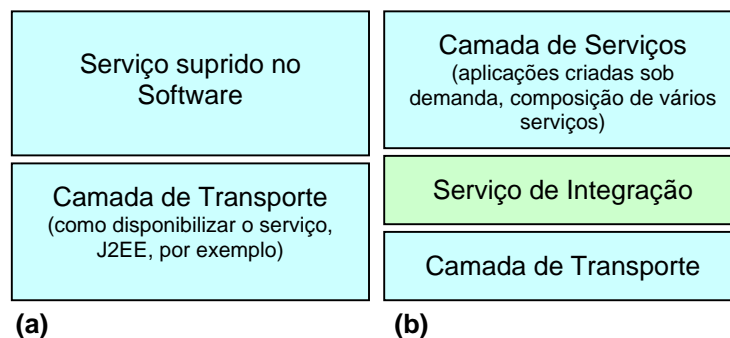 Serviço suprido no
Software
Camada de Transporte
(como disponibilizar o serviço,
J2EE, por exemplo)
(a)
Camada de Serviços
(aplicações criadas sob
demanda, composição de vários
serviços)
Serviço de Integração
Camada de Transporte
(b)